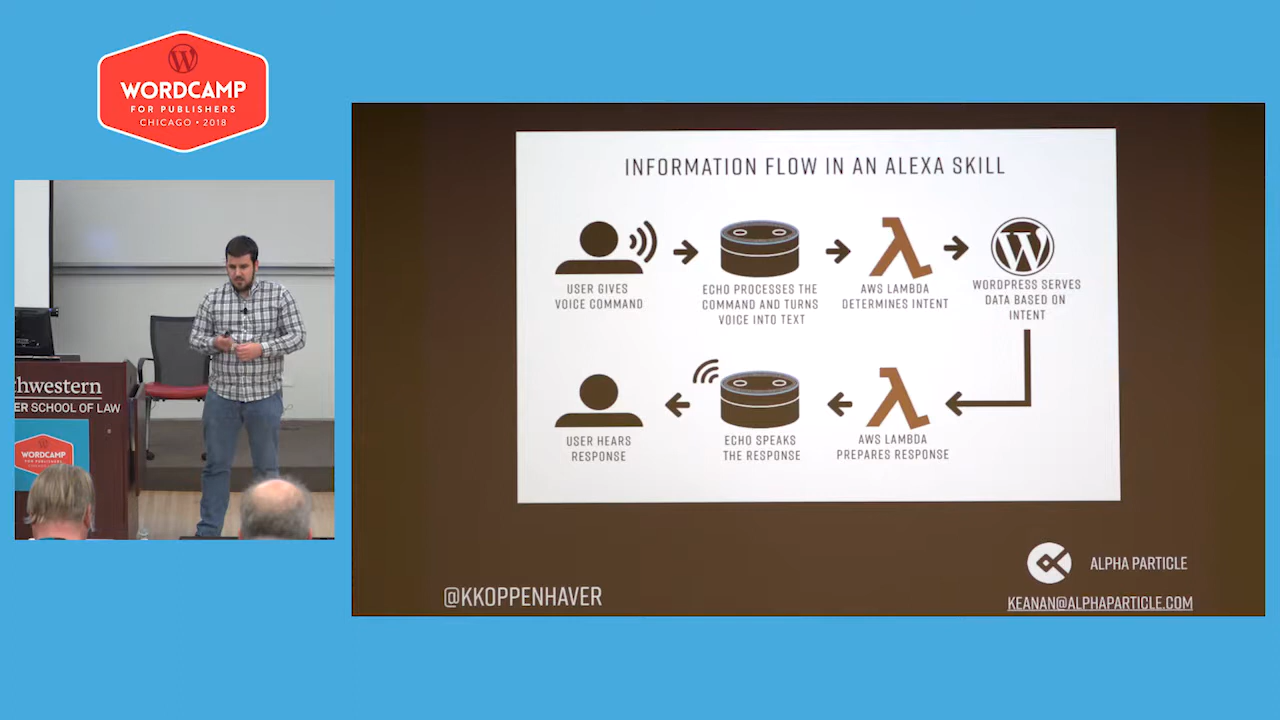 WORDCAMP
FOR PUBLISHERS
CHICAGO • 2018
hwestern
ER SCHOOL OF LAW
WORDCAMP
INFORMATION FLOW IN AN ALEXA SKILL
USER GIVES
VOICE COMMAND
ECHO PROCESSES THE
COMMAND AND TURNS
VOICE INTO TEXT
AWS LAMBDA
DETERMINES INTENT
WORDPRESS SERVES
DATA BASED ON
INTENT
USER HEARS
RESPONSE
ECHO SPEAKS
THE RESPONSE
AWS LAMBDA
PREPARES RESPONSE
@KKOPPENHAVER
ALPHA PARTICLE
KEANAN@ALPHAPARTICLE.COM